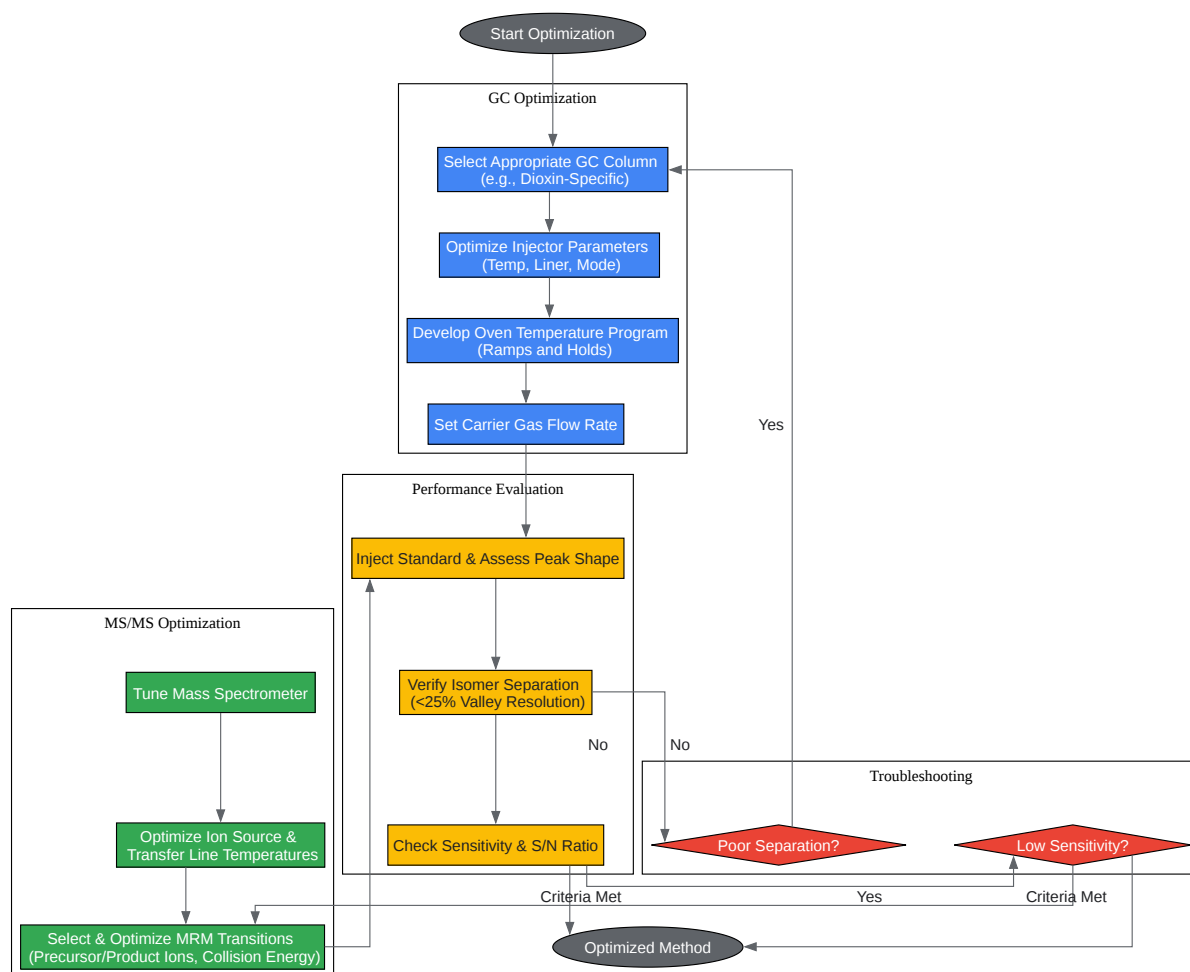 Start Optimization
GC Optimization
Select Appropriate GC Column
(e.g., Dioxin-Specific)
Optimize Injector Parameters
(Temp, Liner, Mode)
Develop Oven Temperature Program
(Ramps and Holds)
Set Carrier Gas Flow Rate
Yes
Performance Evaluation
Inject Standard & Assess Peak Shape
MS/MS Optimization
Tune Mass Spectrometer
Verify Isomer Separation
(<25% Valley Resolution)
No
No
Troubleshooting
Optimize Ion Source &
Transfer Line Temperatures
Check Sensitivity & S/N Ratio
Poor Separation?
Low Sensitivity?
Criteria Met
Yes
Criteria Met
Select & Optimize MRM Transitions
(Precursor/Product Ions, Collision Energy)
Optimized Method